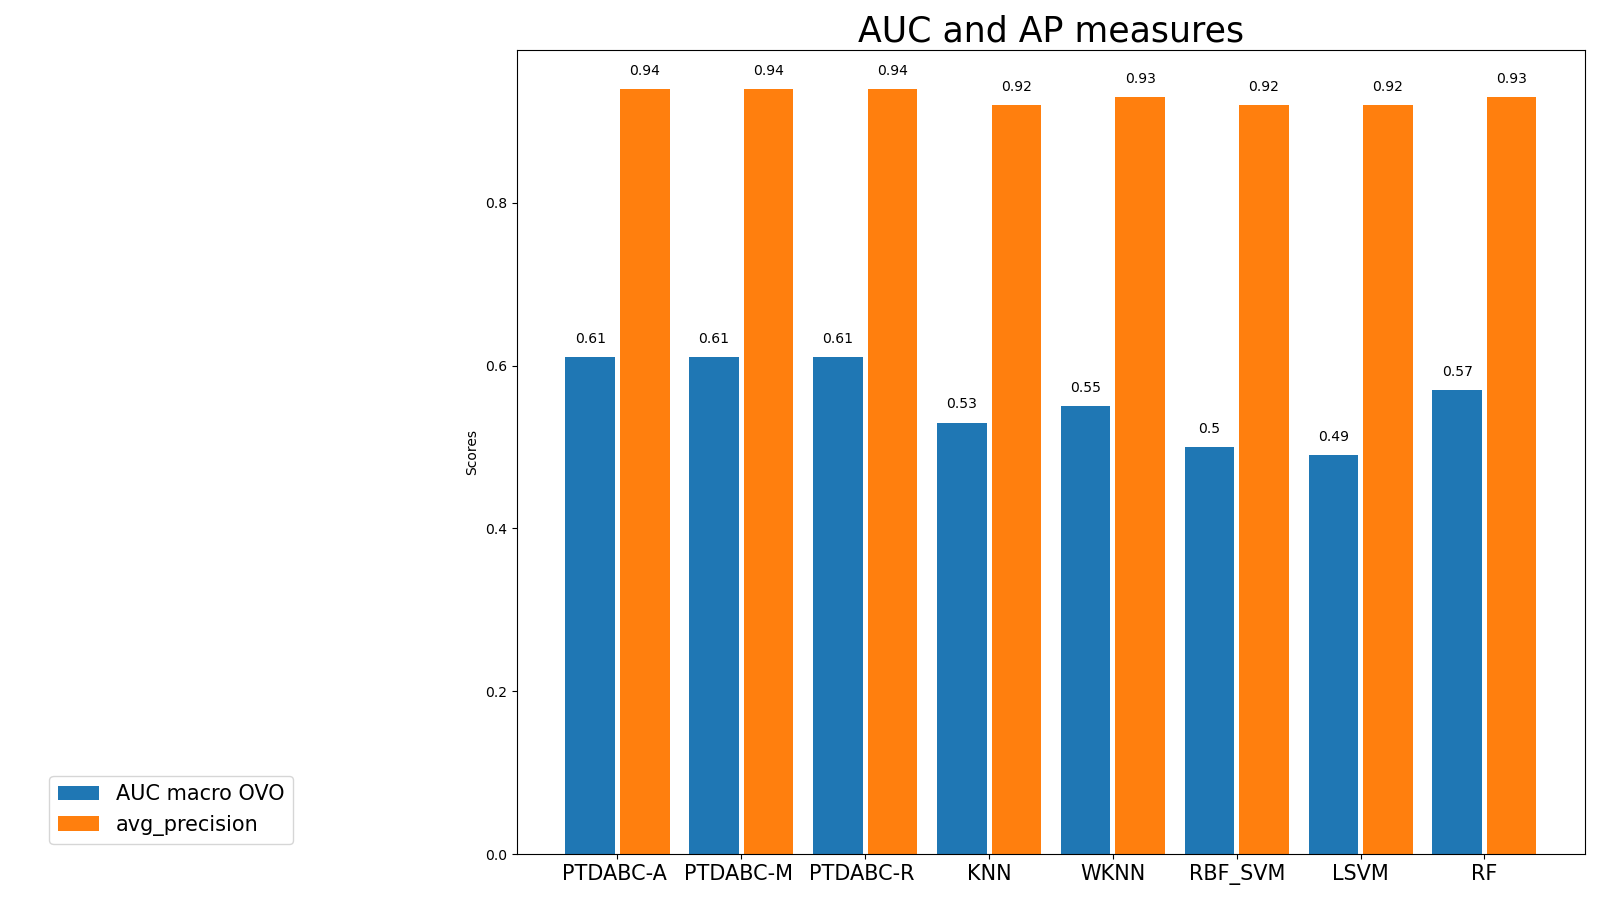 AUC and AP measures
0.94
0.94
0.94
0.92
0.93
0.92
0.92
0.93
0.61
0.61
0.61
0.53
0.55
0.5
0.49
0.57
0.8
0.6
0.4
0.2
0.0
Scores
PTDABC-A
PTDABC-M
PTDABC-R
KNN
WKNN
RBF_SVM
LSVM
RF
AUC macro OVO
avg_precision